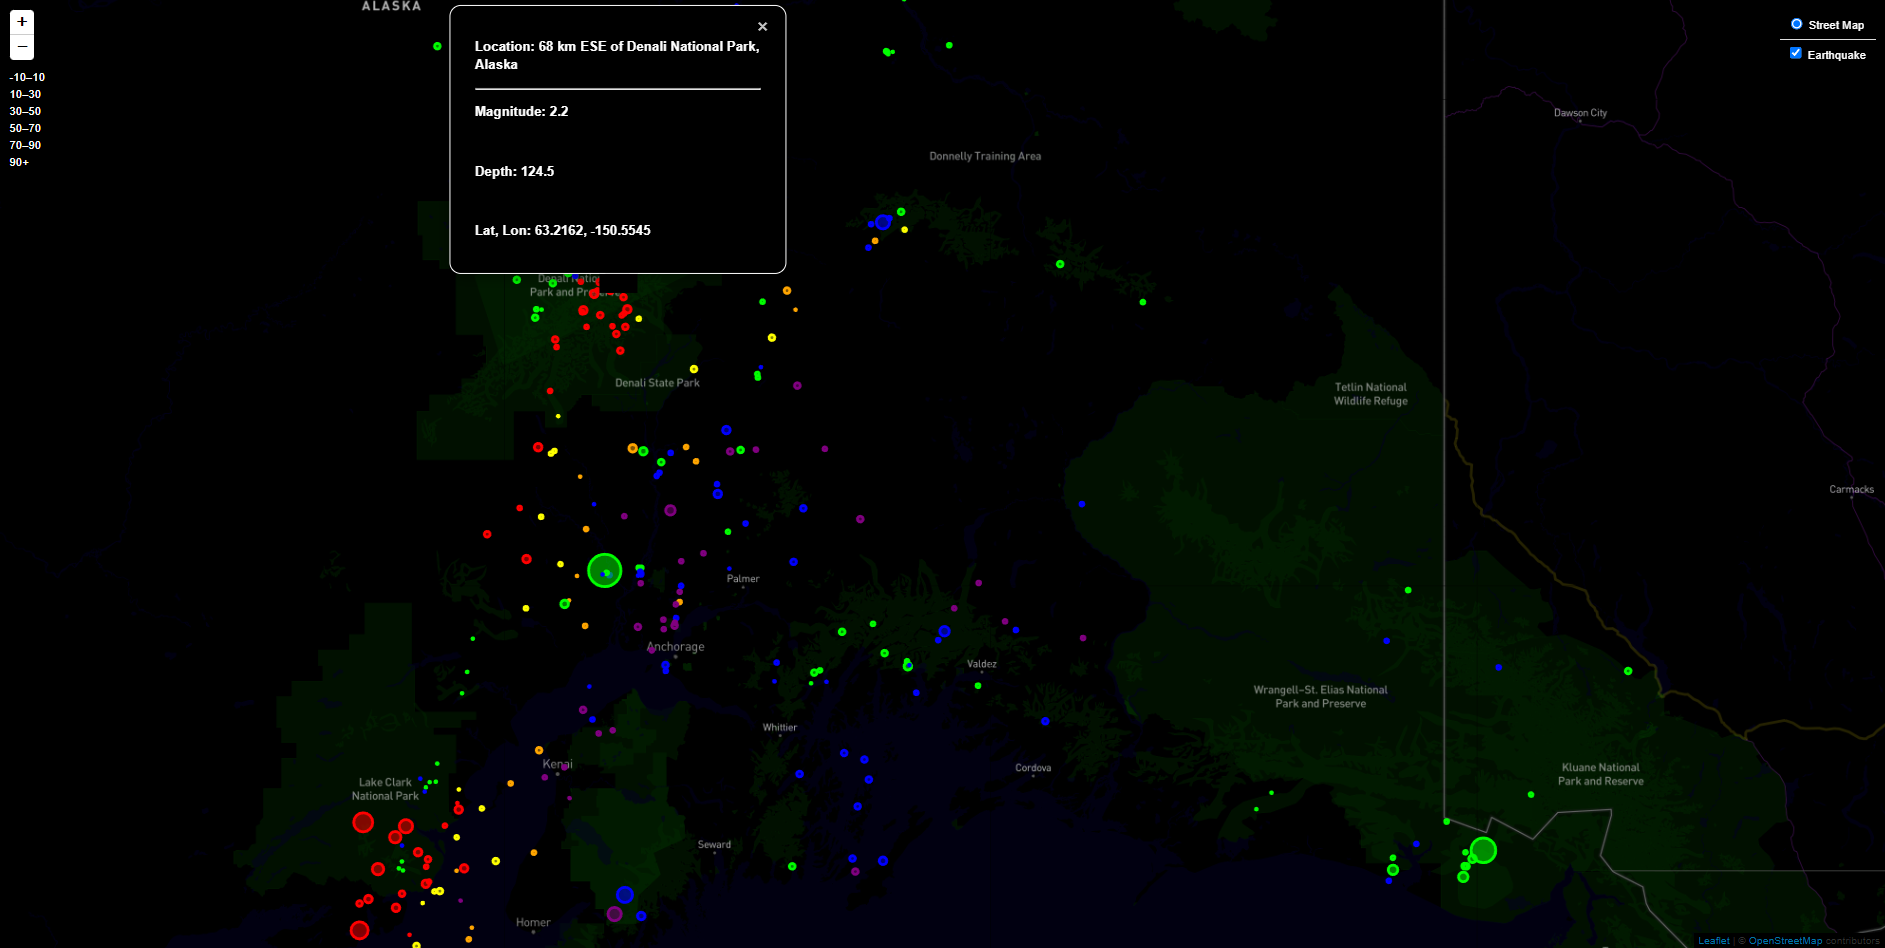 ALASKA
+
−
-10–10
10–30
30–50
50–70
70–90
90+
×
Location: 68 km ESE of Denali National Park,
Alaska
Magnitude: 2.2
Depth: 124.5
Lat, Lon: 63.2162, -150.5545
Street Map
Earthquake
Dawson City
Donnelly Training Area
Park and
Denali State Park
Tetlin National
Wildlife Refuge
Carmacks
Palmer
Anchorage
Valdez
Wrangell–St. Elias National
Park and Preserve
Whittier
Kenai
Cordova
Kluane National
Park and Reserve
Lake Clark
National Park
Seward
Homer
Leaflet | © OpenStreetMap contributors